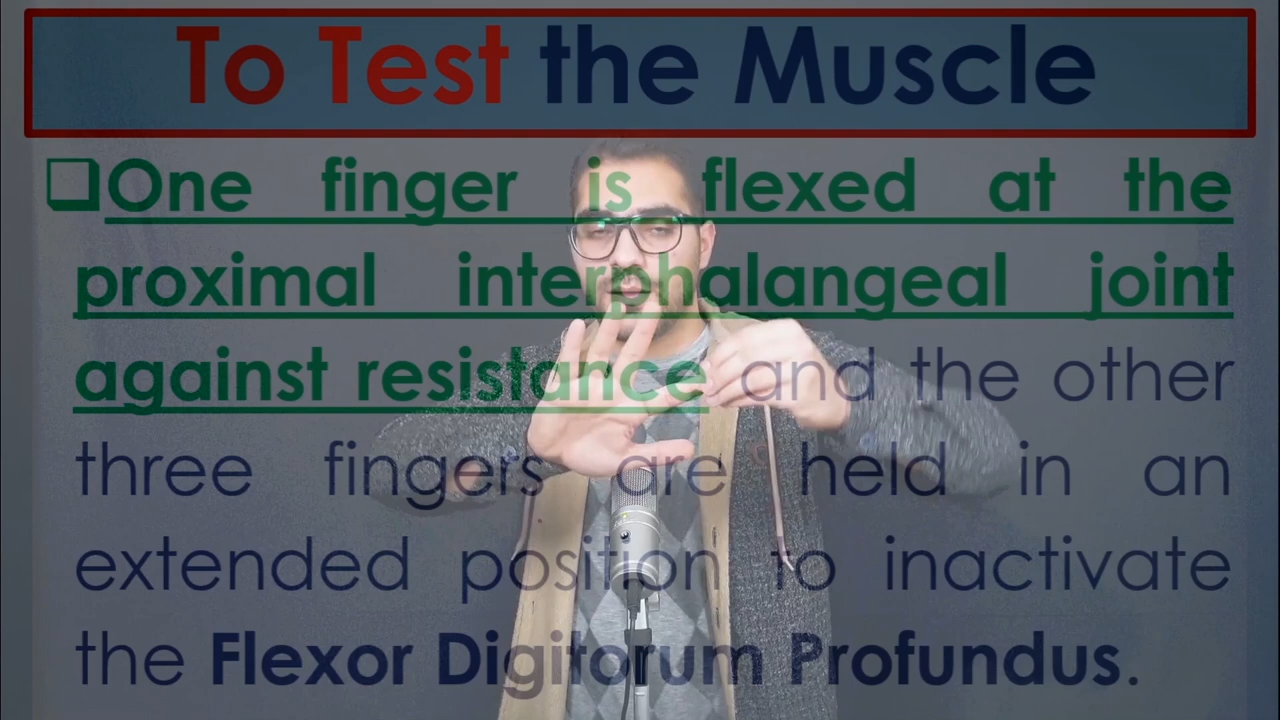 To Test the Muscle
❑One finger is flexed at the
proximal interphalangeal joint
against resistance and the other
three fingers are held in an
extended position to inactivate
the Flexor Digitorum Profundus.